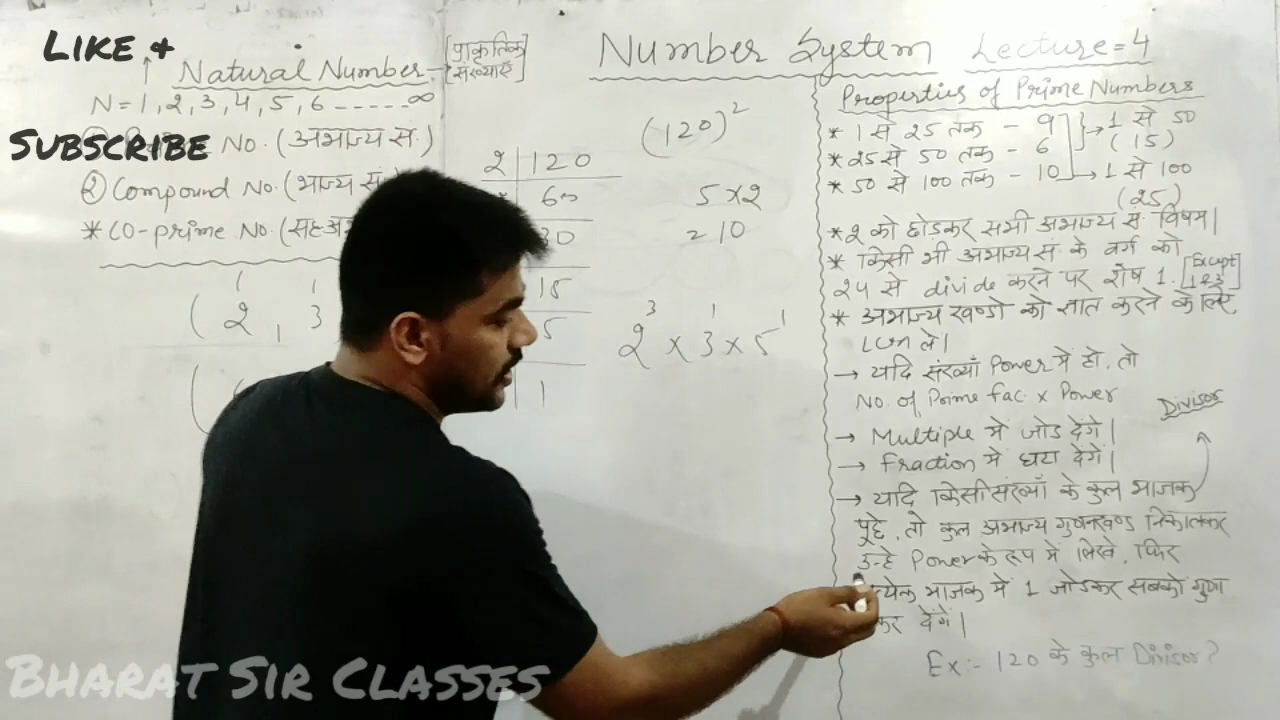 LIKE &
SUBSCRIBE
BHARAT SIR CLASSES
Number System Lecture = 4
Natural Number → [प्राकृतिक
संख्याएँ]
N = 1, 2, 3, 4, 5, 6 ------∞
No. (अभाज्य सं.)
② Compound No. (भाज्य सं.
* CO-prime No. (सह-अ
1 1
( 2 , 3
(
(120)²
2 | 120
60
30
15
5
1
5 x 2
= 10
2³ x 3¹ x 5¹
Properties of Prime Numbers
* 1 से 25 तक - 9
* 25 से 50 तक - 6
→ 1 से 50
(15)
* 50 से 100 तक - 10
→ 1 से 100
(25)
* 2 को छोड़कर सभी अभाज्य सं. विषम।
* किसी भी अभाज्य सं. के वर्ग को
24 से divide करने पर शेष 1. [Except
1 2 3]
* अभाज्य खण्डो को ज्ञात करने के लिए,
LCM ले।
→ यदि संख्याँ Power में हो, तो
No. of Prime fac. x Power
→ Multiple में जोड देंगे।
→ Fraction में घटा देंगे।
Divisor
→ यदि किसी संख्याँ के कुल भाजक
पूछे, तो कुल अभाज्य गुणनखण्ड निकालकर
उन्हे Power के रूप में लिखे, फिर
भाजक में 1 जोडकर सबको गुणा
कर देंगें।
Ex:- 120 के कुल Divisor ?